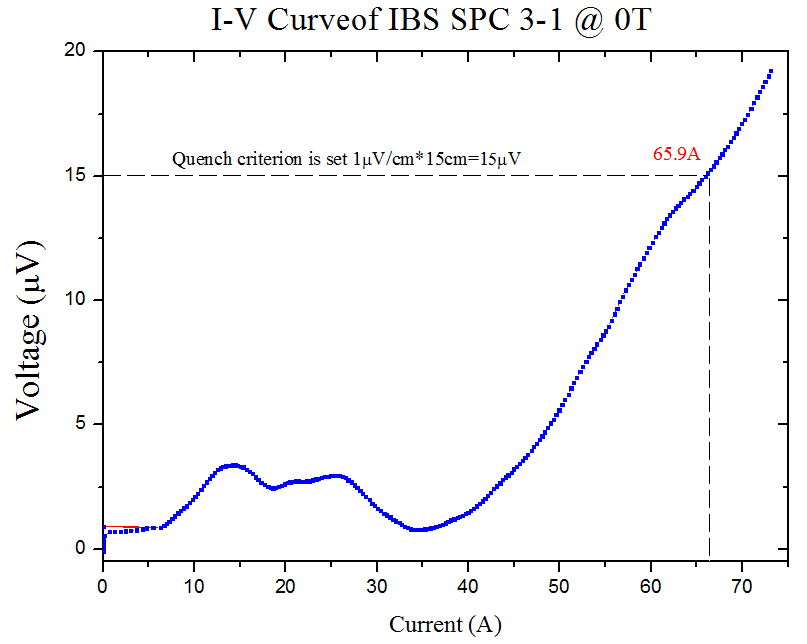 I-V Curveof IBS SPC 3-1 @ 0T
20
15
10
5
0
Voltage (μV)
Quench criterion is set 1μV/cm*15cm=15μV
65.9A
0 10 20 30 40 50 60 70
Current (A)